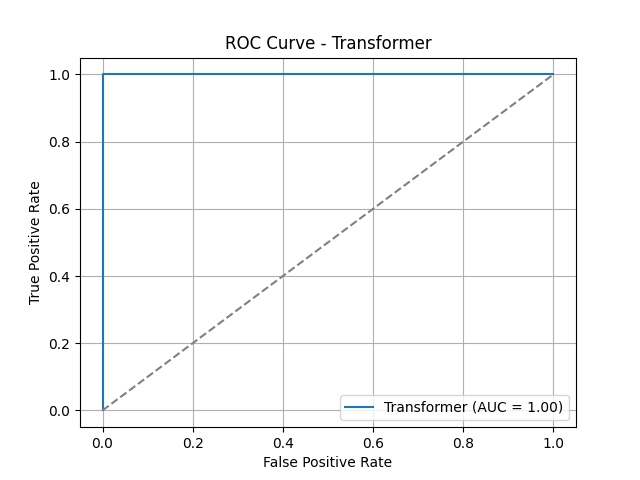 ROC Curve - Transformer
True Positive Rate
1.0
0.8
0.6
0.4
0.2
0.0
0.0 0.2 0.4 0.6 0.8 1.0
False Positive Rate
Transformer (AUC = 1.00)